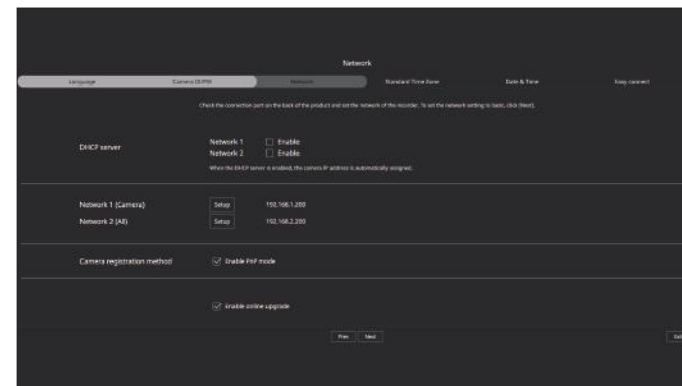 Network
Language Camera ID/PW Network Standard Time Zone Date & Time Easy connect
Check the connection port on the back of the product and set the network of the recorder. To set the network setting to basic, click [Next].
DHCP server
Network 1 Enable
Network 2 Enable
When the DHCP server is enabled, the camera IP address is automatically assigned.
Network 1 (Camera) Setup 192.168.1.200
Network 2 (All) Setup 192.168.2.200
Camera registration method Enable PnP mode
Enable online upgrade
Prev Next